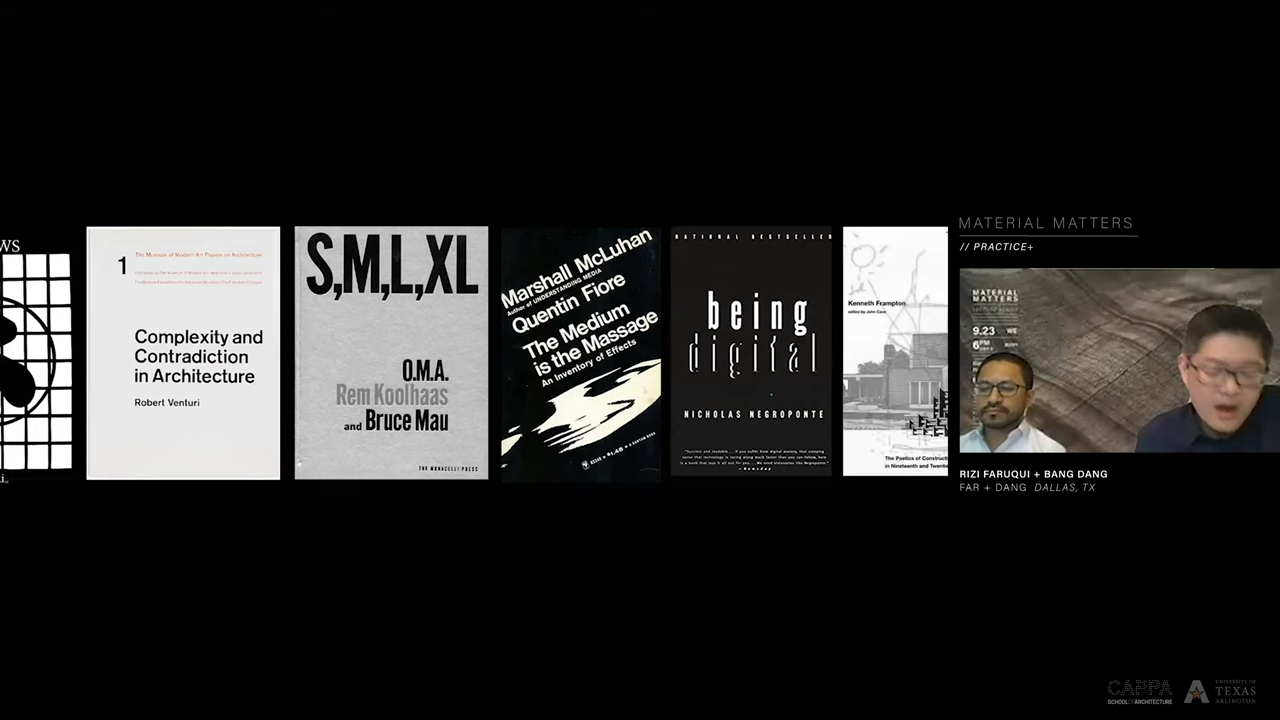 WS
1
The Museum of Modern Art Papers on Architecture
Complexity and
Contradiction
in Architecture
Robert Venturi
S,M,L,XL
O.M.A.
Rem Koolhaas
and Bruce Mau
THE MONACELLI PRESS
Marshall McLuhan
Author of UNDERSTANDING MEDIA
Quentin Fiore
The Medium
is the Massage
An Inventory of Effects
NATIONAL BESTSELLER
being
digital
NICHOLAS NEGROPONTE
Kenneth Frampton
edited by John Cava
The Poetics of Constructi
in Nineteenth and Twentie
MATERIAL MATTERS
// PRACTICE+
MATERIAL
MATTERS
9.23 WE
6PM
RIZI FARUQUI + BANG DANG
FAR + DANG DALLAS, TX
CAPPA
SCHOOL OF ARCHITECTURE
UNIVERSITY OF
TEXAS
ARLINGTON